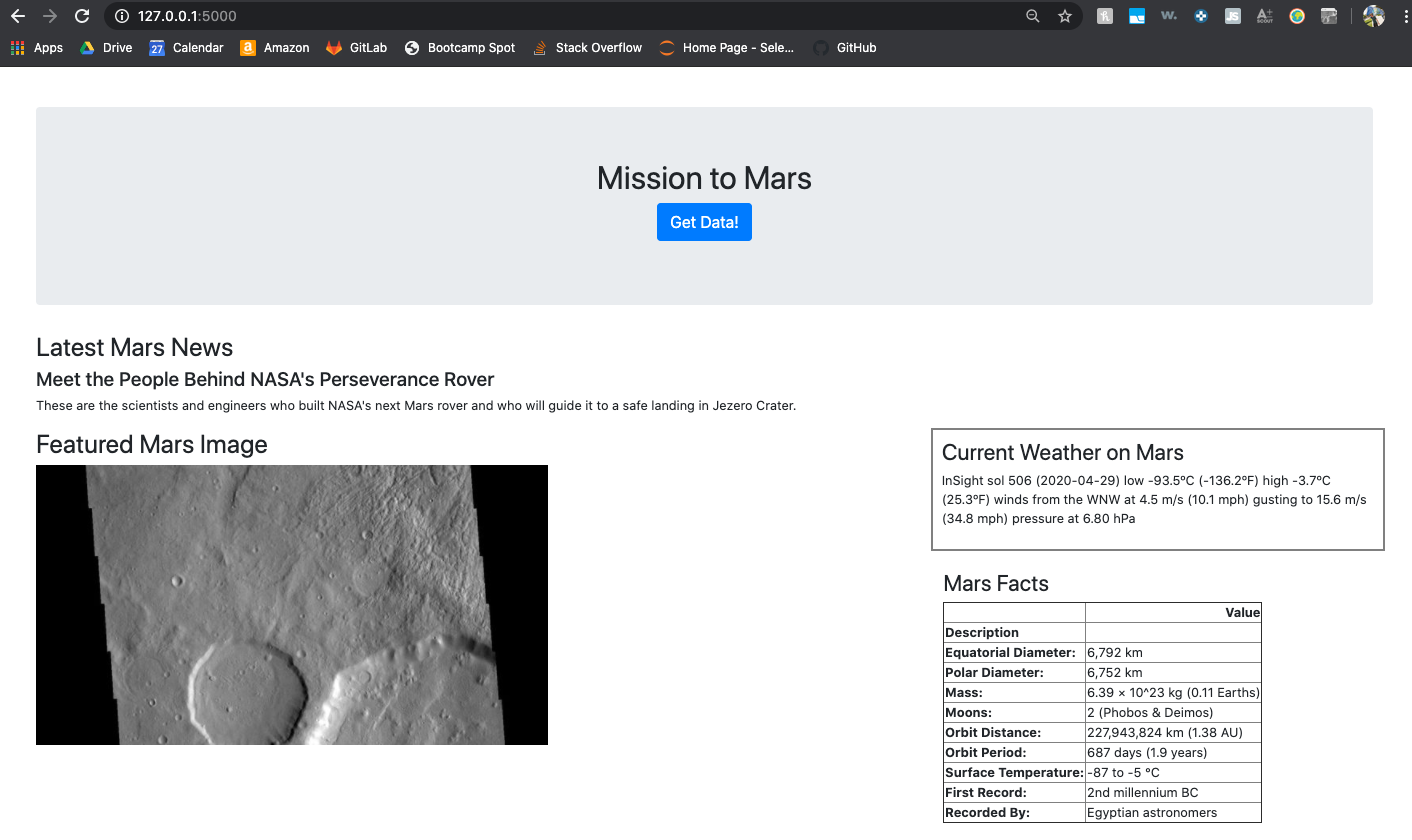 127.0.0.1:5000
Apps Drive 27 Calendar a Amazon GitLab Bootcamp Spot Stack Overflow Home Page - Sele... GitHub
Mission to Mars
Get Data!
Latest Mars News
Meet the People Behind NASA's Perseverance Rover
These are the scientists and engineers who built NASA's next Mars rover and who will guide it to a safe landing in Jezero Crater.
Featured Mars Image
Current Weather on Mars
InSight sol 506 (2020-04-29) low -93.5ºC (-136.2ºF) high -3.7ºC
(25.3ºF) winds from the WNW at 4.5 m/s (10.1 mph) gusting to 15.6 m/s
(34.8 mph) pressure at 6.80 hPa
Mars Facts
Value
Description
Equatorial Diameter: 6,792 km
Polar Diameter: 6,752 km
Mass: 6.39 × 10^23 kg (0.11 Earths)
Moons: 2 (Phobos & Deimos)
Orbit Distance: 227,943,824 km (1.38 AU)
Orbit Period: 687 days (1.9 years)
Surface Temperature: -87 to -5 °C
First Record: 2nd millennium BC
Recorded By: Egyptian astronomers